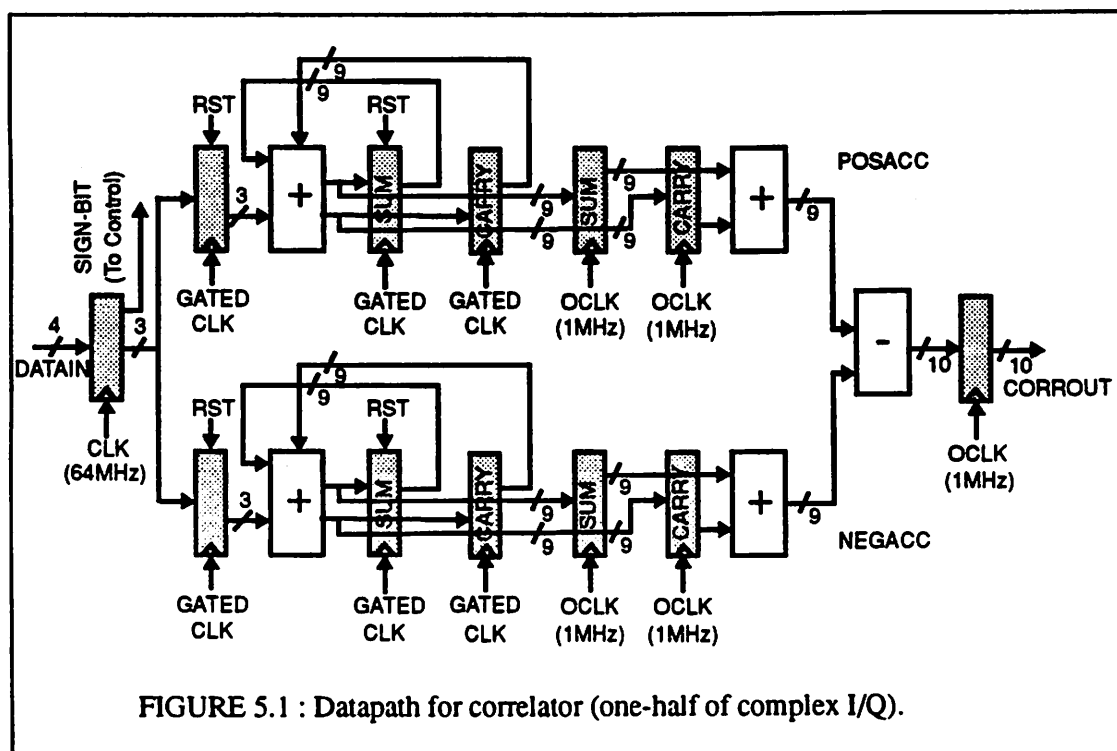 9
9
RST
RST
SIGN-BIT
(To Control)
3
+
SUM
CARRY
9
9
SUM
9
9
CARRY
+
9
POSACC
GATED
CLK
GATED
CLK
GATED
CLK
OCLK
(1MHz)
OCLK
(1MHz)
4
DATAIN
3
CLK
(64MHz)
-
10
10
CORROUT
OCLK
(1MHz)
9
9
RST
RST
3
+
SUM
CARRY
9
9
SUM
9
9
CARRY
+
9
NEGACC
GATED
CLK
GATED
CLK
GATED
CLK
OCLK
(1MHz)
OCLK
(1MHz)
FIGURE 5.1 : Datapath for correlator (one-half of complex I/Q).